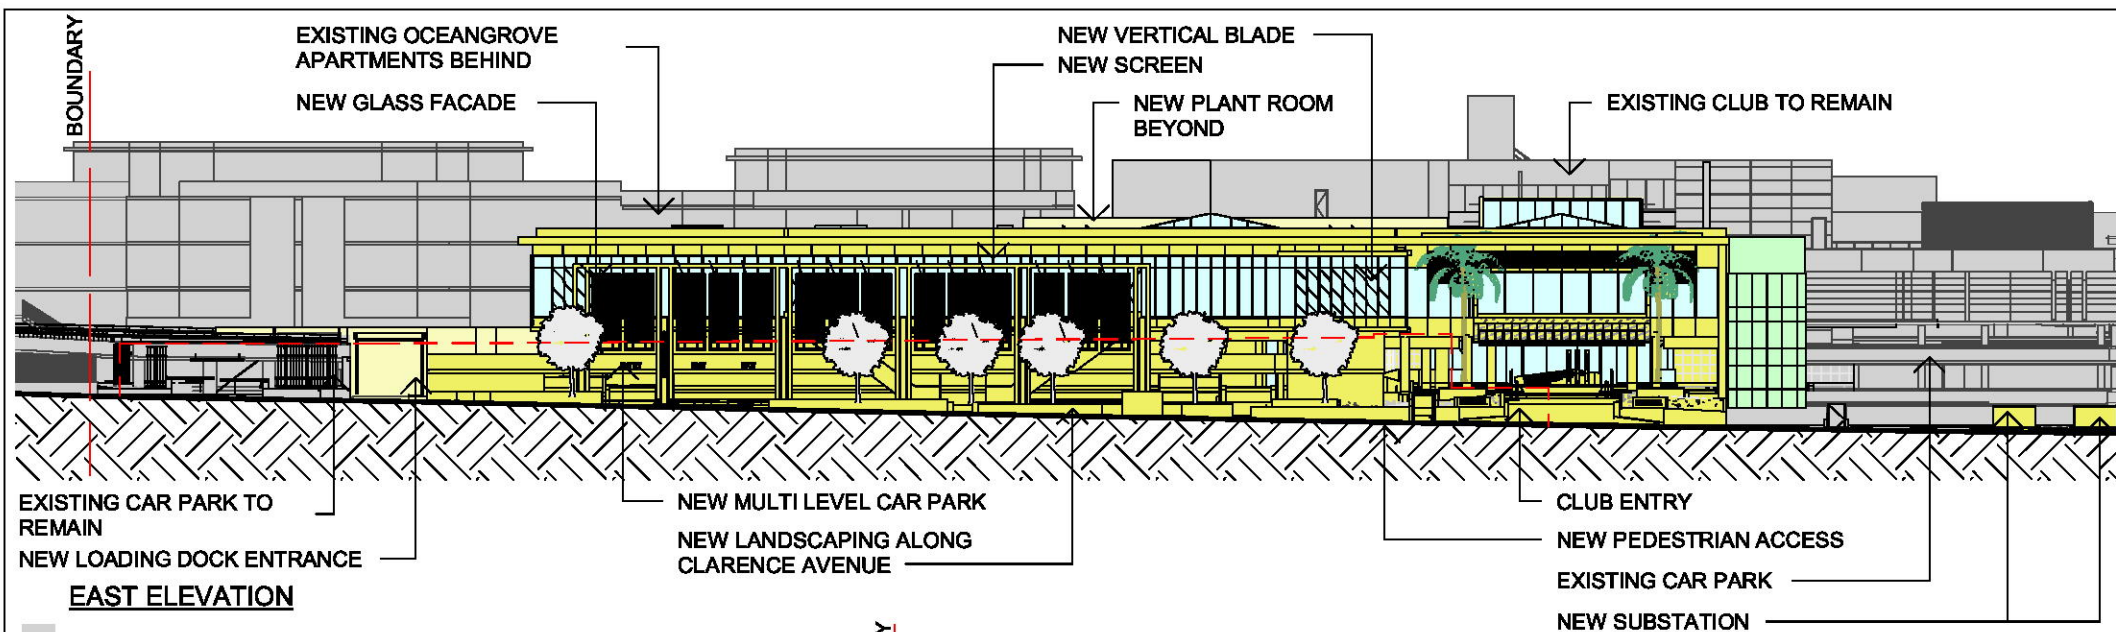 BOUNDARY
EXISTING OCEANGROVE
APARTMENTS BEHIND
NEW GLASS FACADE
NEW VERTICAL BLADE
NEW SCREEN
NEW PLANT ROOM
BEYOND
EXISTING CLUB TO REMAIN
EXISTING CAR PARK TO
REMAIN
NEW LOADING DOCK ENTRANCE
NEW MULTI LEVEL CAR PARK
NEW LANDSCAPING ALONG
CLARENCE AVENUE
CLUB ENTRY
NEW PEDESTRIAN ACCESS
EXISTING CAR PARK
NEW SUBSTATION
EAST ELEVATION
Y